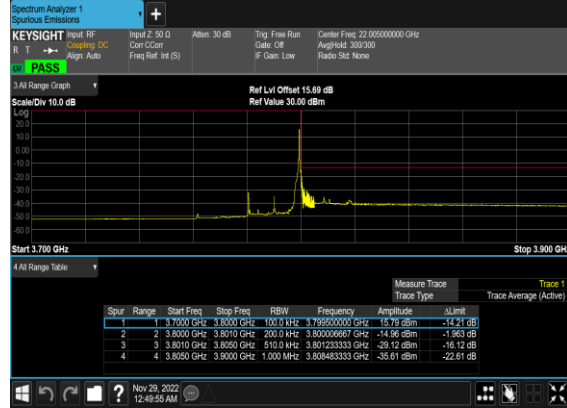 Spectrum Analyzer 1
Spurious Emissions
+
KEYSIGHT Input: RF Input Z: 50 Ω Atten: 30 dB Trig: Free Run Center Freq: 22.005000000 GHz
R T Coupling: DC Corr CCorr Gate: Off Avg|Hold: 300/300
Align: Auto Freq Ref: Int (S) IF Gain: Low Radio Std: None
PASS
3 All Range Graph
Ref Lvl Offset 15.69 dB
Scale/Div 10.0 dB Ref Value 30.00 dBm
Log
20.0
10.0
0.00
-10.0
-20.0
-30.0
-40.0
-50.0
-60.0
Start 3.700 GHz Stop 3.900 GHz
4 All Range Table
Measure Trace Trace 1
Trace Type Trace Average (Active)
Spur Range Start Freq Stop Freq RBW Frequency Amplitude ΔLimit
1 1 3.7000 GHz 3.8000 GHz 100.0 kHz 3.799500000 GHz 15.79 dBm -14.21 dB
2 2 3.8000 GHz 3.8010 GHz 200.0 kHz 3.800006667 GHz -14.96 dBm -1.963 dB
3 3 3.8010 GHz 3.8050 GHz 510.0 kHz 3.801233333 GHz -29.12 dBm -16.12 dB
4 4 3.8050 GHz 3.9000 GHz 1.000 MHz 3.808483333 GHz -35.61 dBm -22.61 dB
? Nov 29, 2022
12:49:55 AM